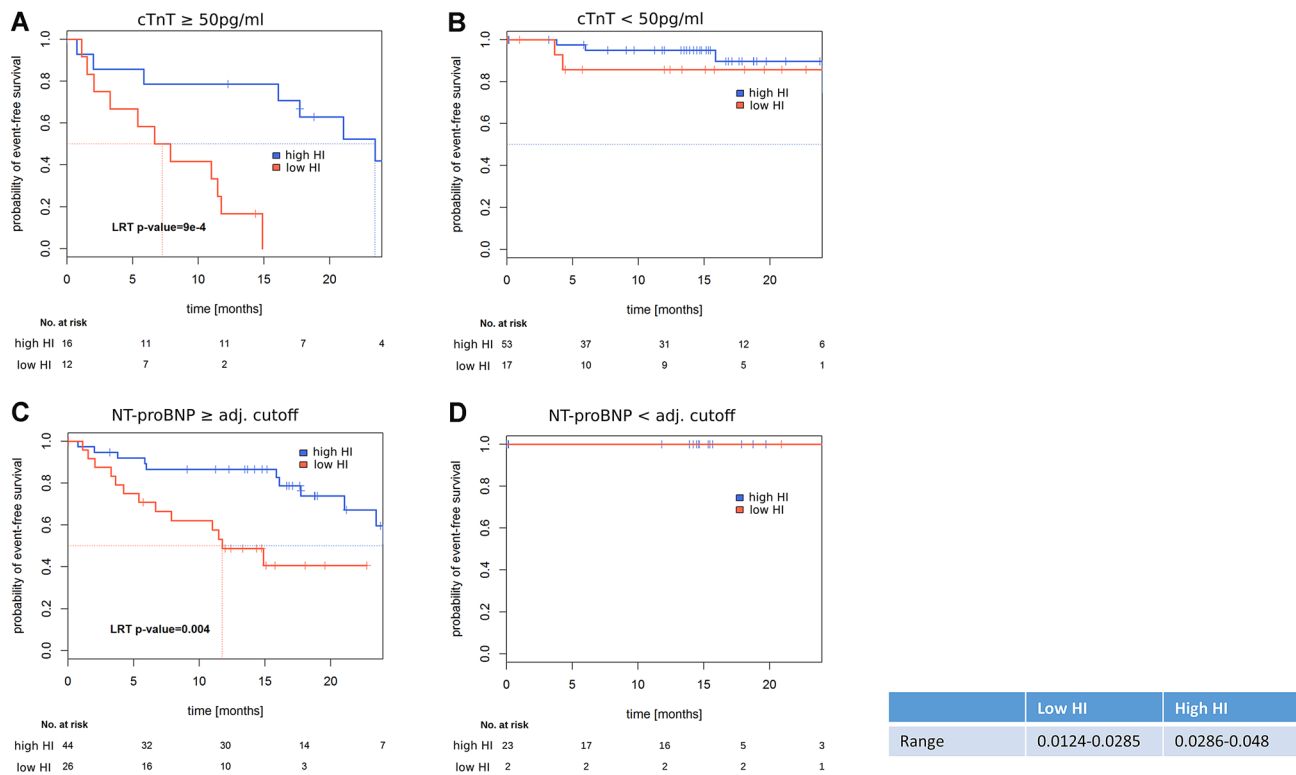 A
cTnT ≥ 50pg/ml
probability of event-free survival
1.0
0.8
0.6
0.4
0.2
0.0
high HI
low HI
LRT p-value=9e-4
0 5 10 15 20
time [months]
No. at risk
high HI 16 11 11 7 4
low HI 12 7 2
B
cTnT < 50pg/ml
probability of event-free survival
1.0
0.8
0.6
0.4
0.2
0.0
high HI
low HI
0 5 10 15 20
time [months]
No. at risk
high HI 53 37 31 12 6
low HI 17 10 9 5 1
C
NT-proBNP ≥ adj. cutoff
probability of event-free survival
1.0
0.8
0.6
0.4
0.2
0.0
high HI
low HI
LRT p-value=0.004
0 5 10 15 20
time [months]
No. at risk
high HI 44 32 30 14 7
low HI 26 16 10 3
D
NT-proBNP < adj. cutoff
probability of event-free survival
1.0
0.8
0.6
0.4
0.2
0.0
high HI
low HI
0 5 10 15 20
time [months]
No. at risk
high HI 23 17 16 5 3
low HI 2 2 2 2 1
Low HI High HI
Range 0.0124-0.0285 0.0286-0.048